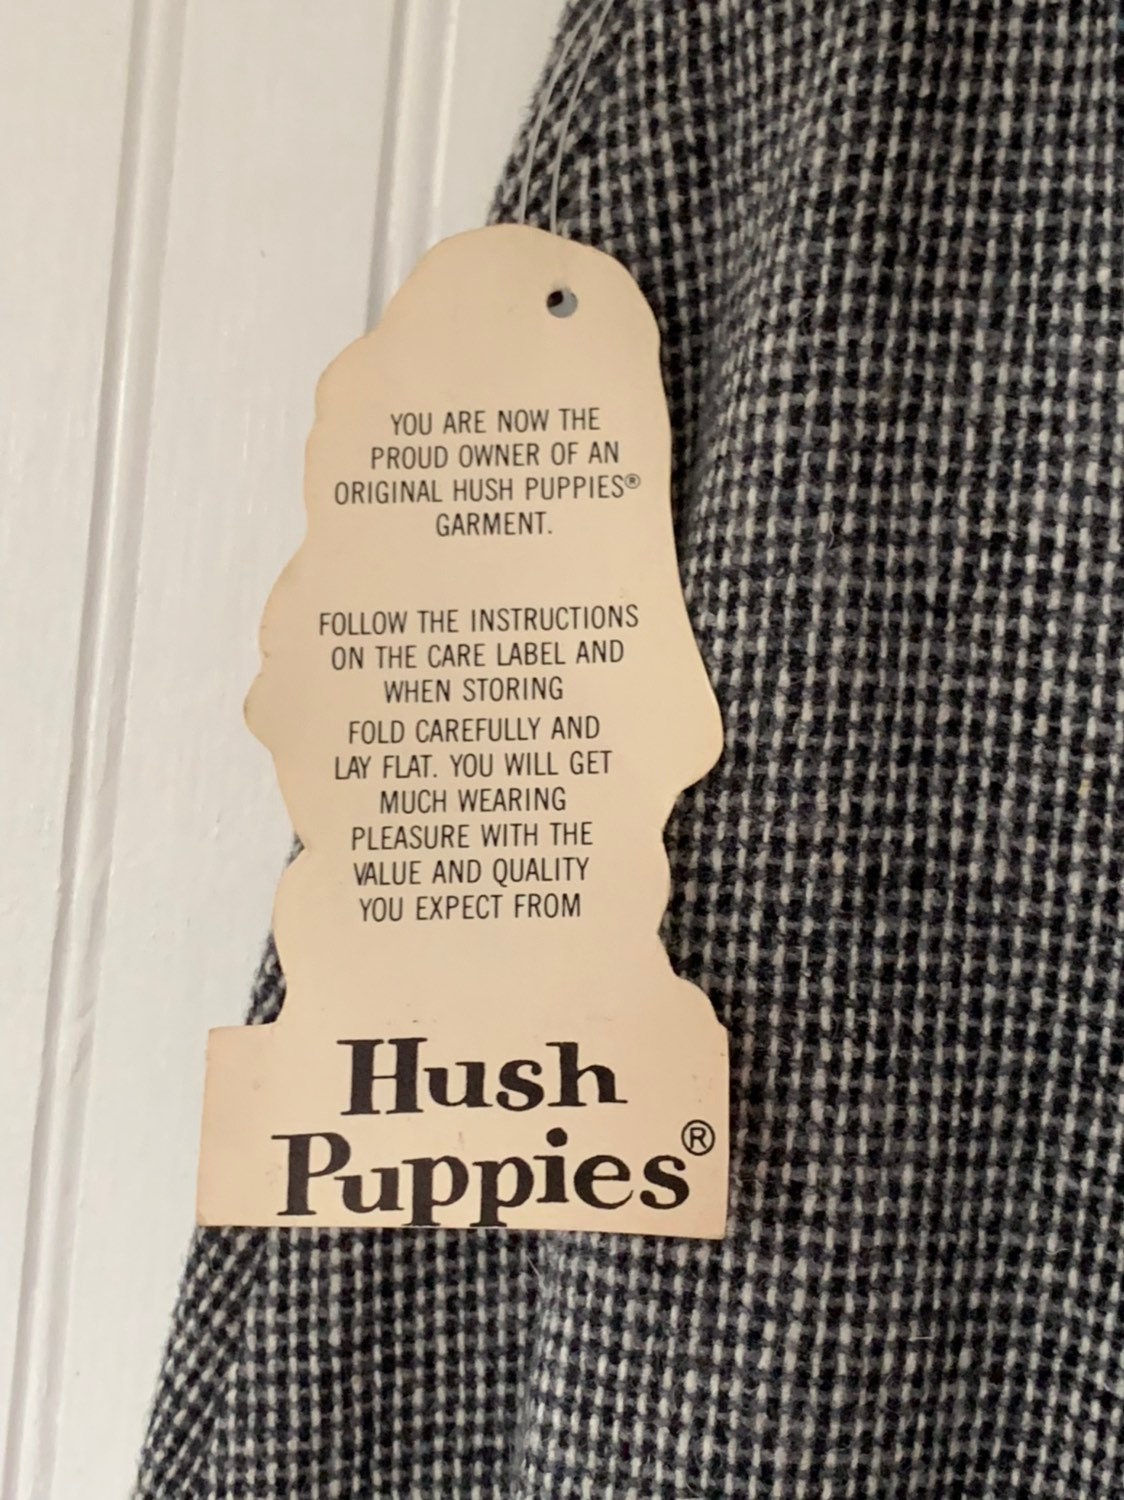 YOU ARE NOW THE
PROUD OWNER OF AN
ORIGINAL HUSH PUPPIES®
GARMENT.
FOLLOW THE INSTRUCTIONS
ON THE CARE LABEL AND
WHEN STORING
FOLD CAREFULLY AND
LAY FLAT. YOU WILL GET
MUCH WEARING
PLEASURE WITH THE
VALUE AND QUALITY
YOU EXPECT FROM
Hush
Puppies®